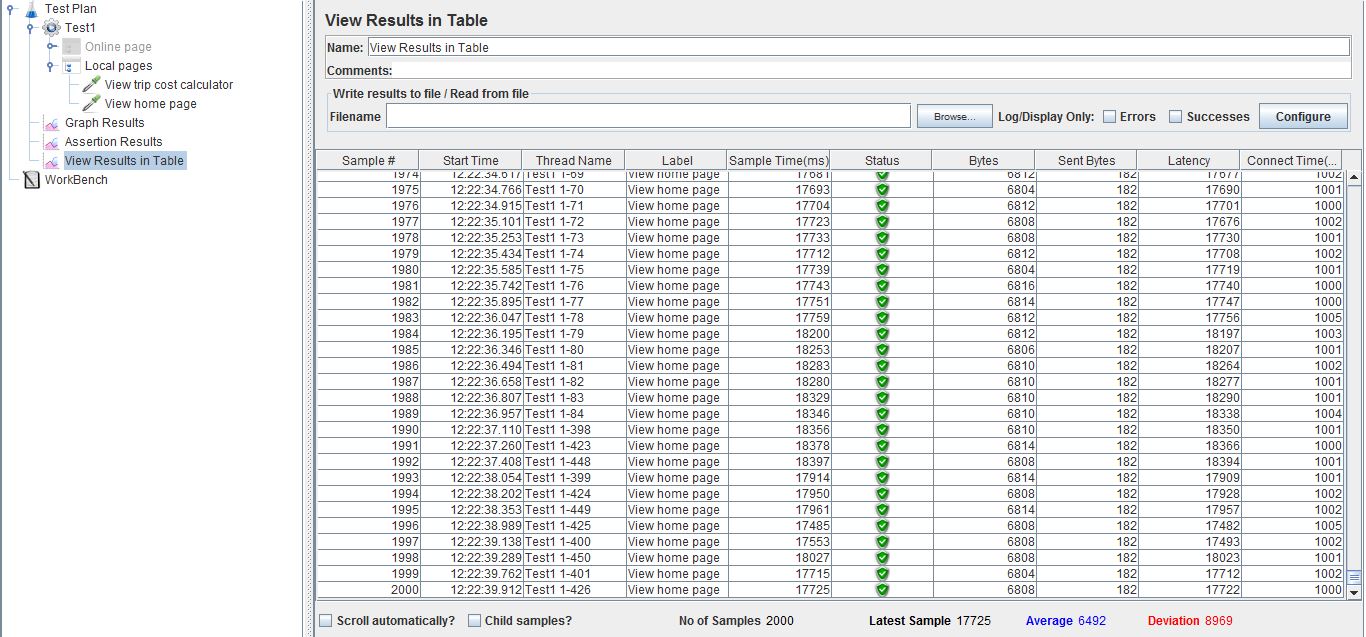 Test Plan
Test1
Online page
Local pages
View trip cost calculator
View home page
Graph Results
Assertion Results
View Results in Table
WorkBench
View Results in Table
Name: View Results in Table
Comments:
Write results to file / Read from file
Filename Browse... Log/Display Only: Errors Successes Configure
Sample # Start Time Thread Name Label Sample Time(ms) Status Bytes Sent Bytes Latency Connect Time(...
1974 12:22:34.617 Test1 1-69 View home page 17681 6812 182 17677 1002
1975 12:22:34.766 Test1 1-70 View home page 17693 6804 182 17690 1001
1976 12:22:34.915 Test1 1-71 View home page 17704 6812 182 17701 1000
1977 12:22:35.101 Test1 1-72 View home page 17723 6808 182 17676 1002
1978 12:22:35.253 Test1 1-73 View home page 17733 6808 182 17730 1001
1979 12:22:35.434 Test1 1-74 View home page 17712 6812 182 17708 1002
1980 12:22:35.585 Test1 1-75 View home page 17739 6804 182 17719 1001
1981 12:22:35.742 Test1 1-76 View home page 17743 6816 182 17740 1000
1982 12:22:35.895 Test1 1-77 View home page 17751 6814 182 17747 1000
1983 12:22:36.047 Test1 1-78 View home page 17759 6812 182 17756 1005
1984 12:22:36.195 Test1 1-79 View home page 18200 6812 182 18197 1003
1985 12:22:36.346 Test1 1-80 View home page 18253 6806 182 18207 1001
1986 12:22:36.494 Test1 1-81 View home page 18283 6810 182 18264 1002
1987 12:22:36.658 Test1 1-82 View home page 18280 6810 182 18277 1001
1988 12:22:36.807 Test1 1-83 View home page 18329 6810 182 18290 1001
1989 12:22:36.957 Test1 1-84 View home page 18346 6810 182 18338 1004
1990 12:22:37.110 Test1 1-398 View home page 18356 6810 182 18350 1001
1991 12:22:37.260 Test1 1-423 View home page 18378 6814 182 18366 1000
1992 12:22:37.408 Test1 1-448 View home page 18397 6808 182 18394 1001
1993 12:22:38.054 Test1 1-399 View home page 17914 6814 182 17909 1001
1994 12:22:38.202 Test1 1-424 View home page 17950 6808 182 17928 1002
1995 12:22:38.353 Test1 1-449 View home page 17961 6814 182 17957 1002
1996 12:22:38.989 Test1 1-425 View home page 17485 6808 182 17482 1005
1997 12:22:39.138 Test1 1-400 View home page 17553 6808 182 17493 1002
1998 12:22:39.289 Test1 1-450 View home page 18027 6808 182 18023 1001
1999 12:22:39.762 Test1 1-401 View home page 17715 6804 182 17712 1002
2000 12:22:39.912 Test1 1-426 View home page 17725 6808 182 17722 1000
Scroll automatically? Child samples? No of Samples 2000 Latest Sample 17725 Average 6492 Deviation 8969